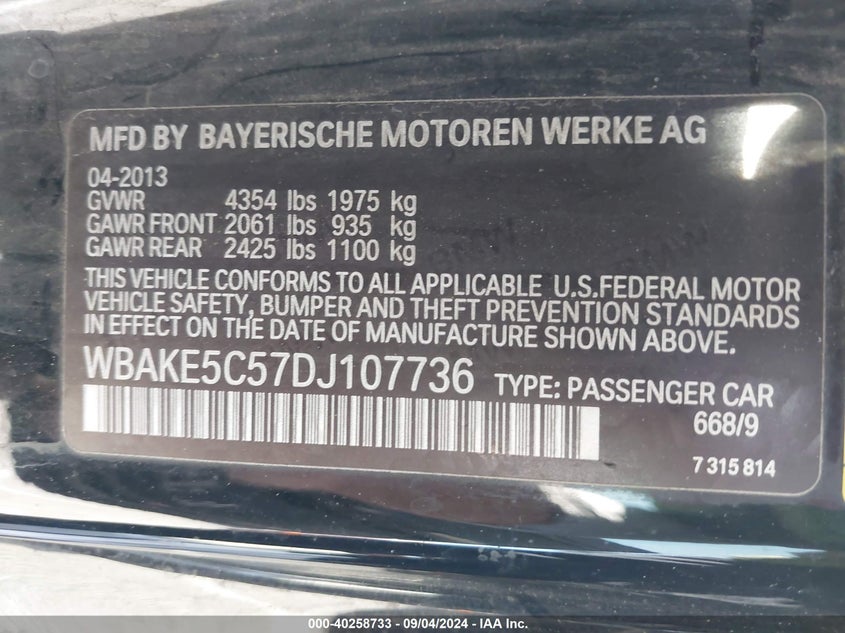 MFD BY BAYERISCHE MOTOREN WERKE AG
04-2013
GVWR 4354 lbs 1975 kg
GAWR FRONT 2061 lbs 935 kg
GAWR REAR 2425 lbs 1100 kg
THIS VEHICLE CONFORMS TO ALL APPLICABLE U.S.FEDERAL MOTOR
VEHICLE SAFETY, BUMPER AND THEFT PREVENTION STANDARDS
IN EFFECT ON THE DATE OF MANUFACTURE SHOWN ABOVE.
WBAKE5C57DJ107736 TYPE: PASSENGER CAR
668/9
7 315 814
000-40258733 - 09/04/2024 - IAA, Inc.